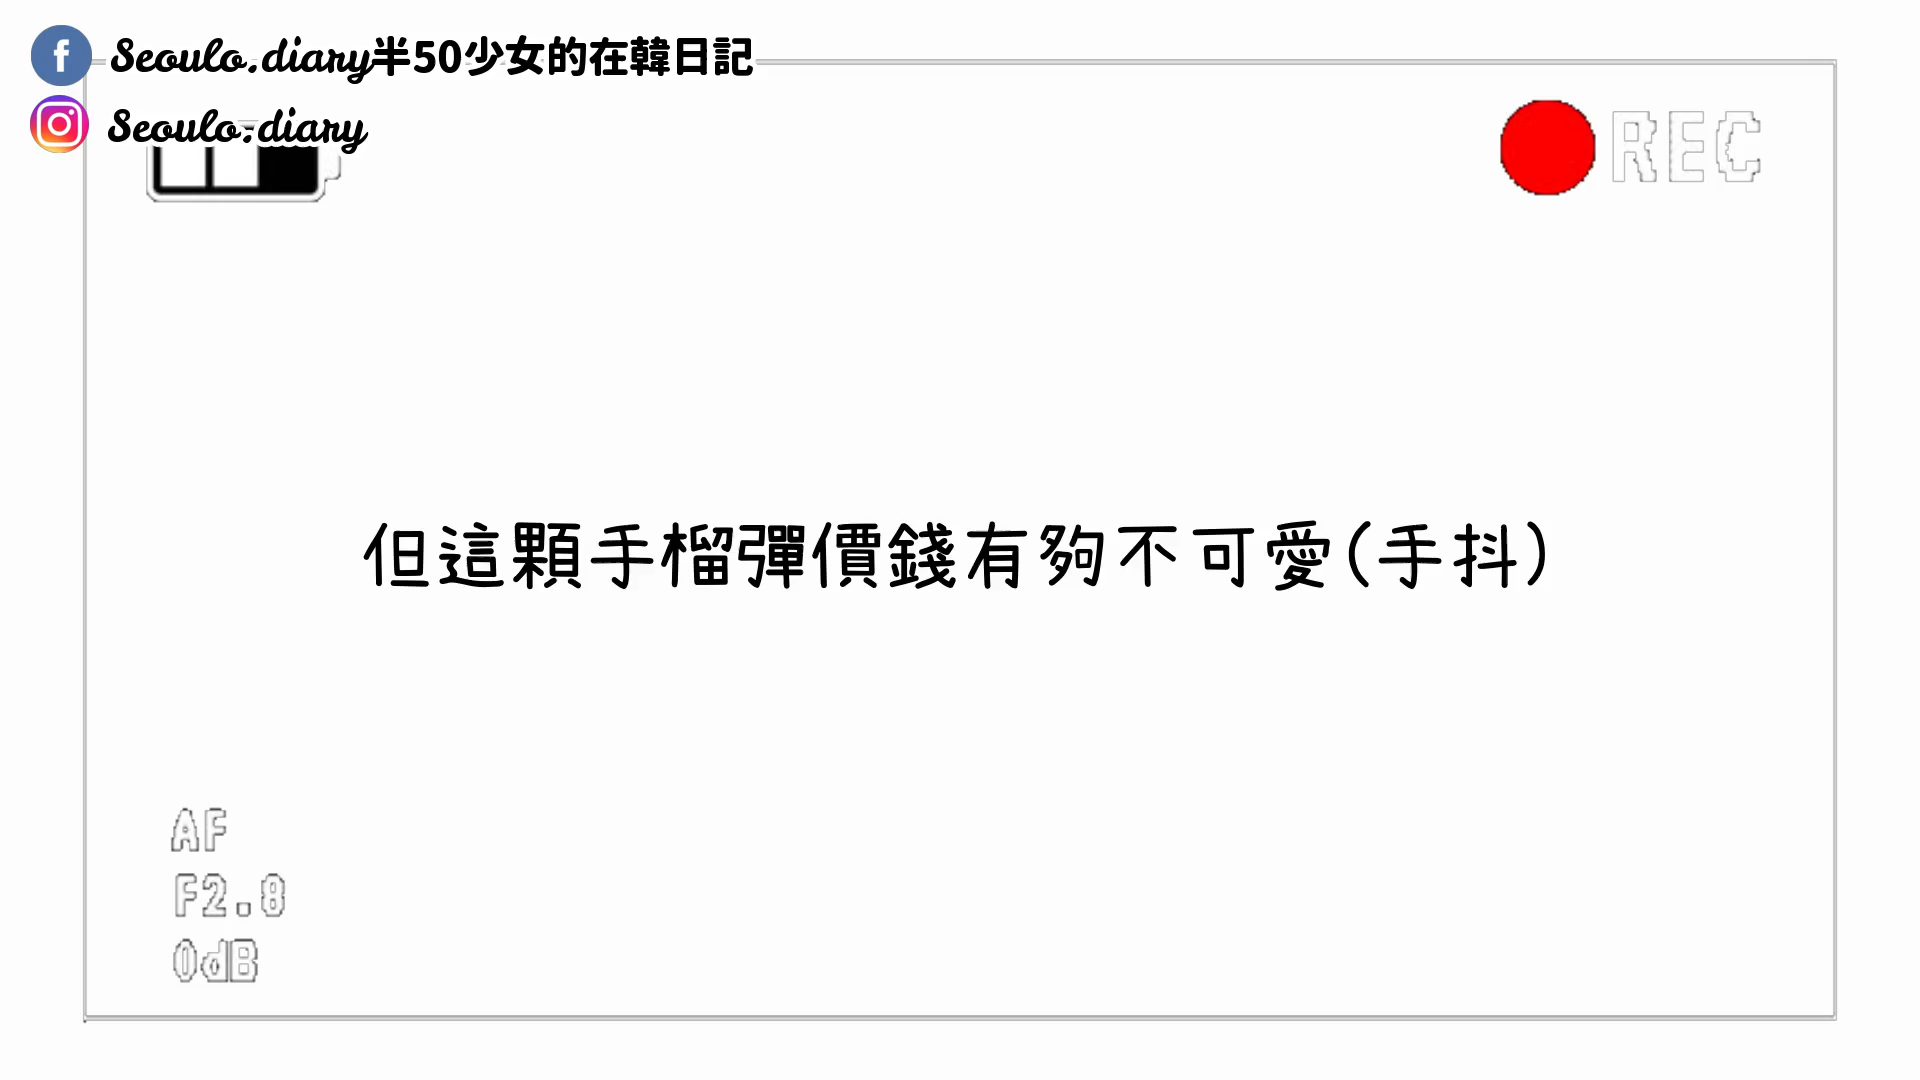 Seoulo.diary半50少女的在韓日記
Seoulo.diary
REC
但這顆手榴彈價錢有夠不可愛(手抖)
AF
F2.8
0dB